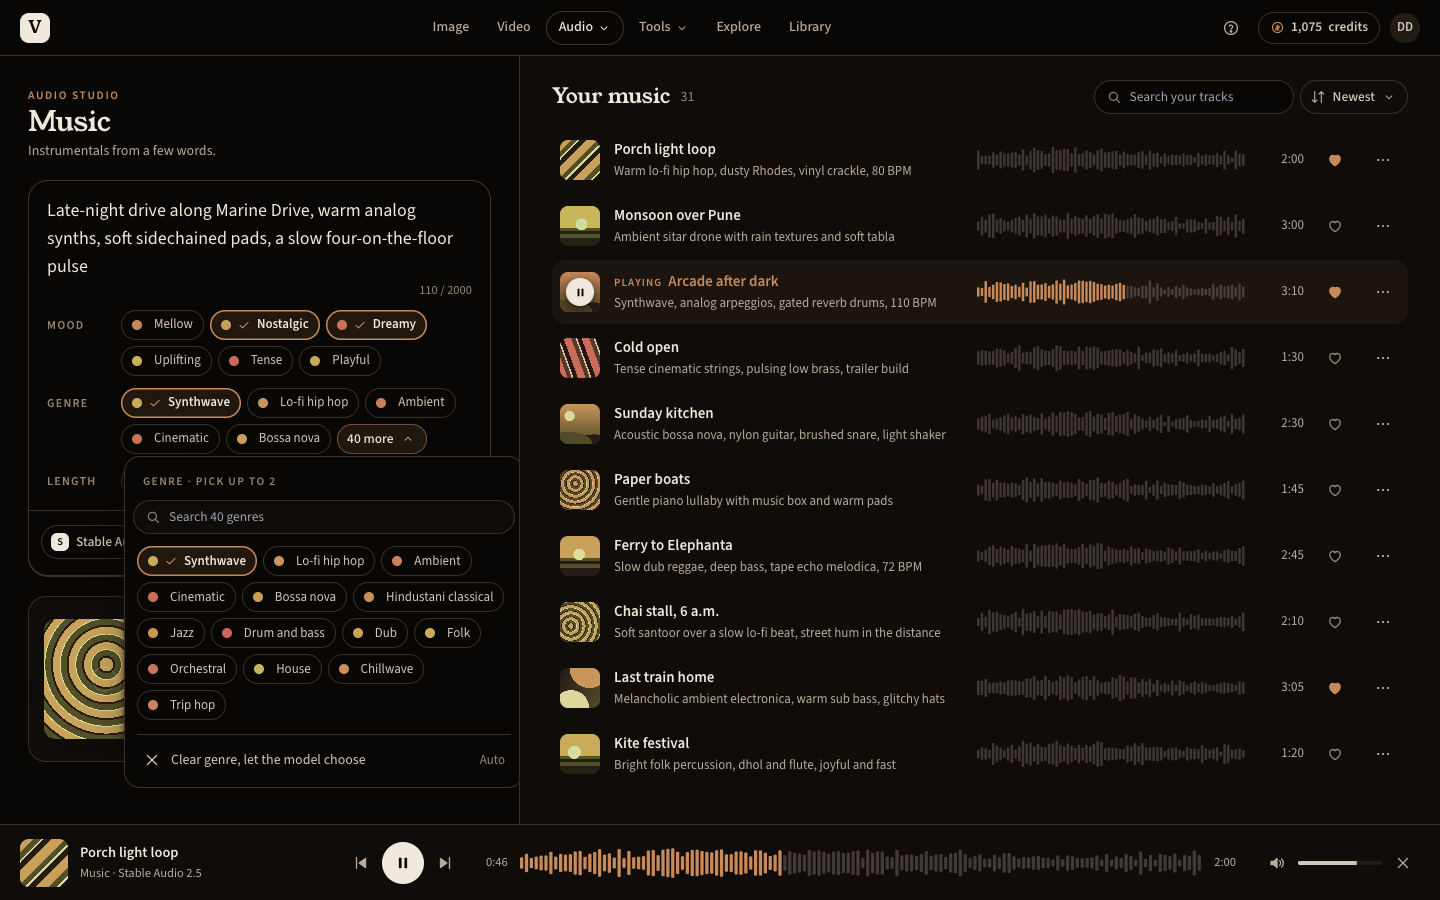 V
Image Video Audio Tools Explore Library
1,075 credits
DD
AUDIO STUDIO
Music
Instrumentals from a few words.
Late-night drive along Marine Drive, warm analog
synths, soft sidechained pads, a slow four-on-the-floor
pulse
110 / 2000
MOOD
Mellow Nostalgic Dreamy
Uplifting Tense Playful
GENRE
Synthwave Lo-fi hip hop Ambient
Cinematic Bossa nova 40 more
LENGTH
S Stable
GENRE · PICK UP TO 2
Search 40 genres
Synthwave Lo-fi hip hop Ambient
Cinematic Bossa nova Hindustani classical
Jazz Drum and bass Dub Folk
Orchestral House Chillwave
Trip hop
Clear genre, let the model choose Auto
Your music 31
Search your tracks
Newest
Porch light loop
Warm lo-fi hip hop, dusty Rhodes, vinyl crackle, 80 BPM
2:00
Monsoon over Pune
Ambient sitar drone with rain textures and soft tabla
3:00
PLAYING Arcade after dark
Synthwave, analog arpeggios, gated reverb drums, 110 BPM
3:10
Cold open
Tense cinematic strings, pulsing low brass, trailer build
1:30
Sunday kitchen
Acoustic bossa nova, nylon guitar, brushed snare, light shaker
2:30
Paper boats
Gentle piano lullaby with music box and warm pads
1:45
Ferry to Elephanta
Slow dub reggae, deep bass, tape echo melodica, 72 BPM
2:45
Chai stall, 6 a.m.
Soft santoor over a slow lo-fi beat, street hum in the distance
2:10
Last train home
Melancholic ambient electronica, warm sub bass, glitchy hats
3:05
Kite festival
Bright folk percussion, dhol and flute, joyful and fast
1:20
Porch light loop
Music · Stable Audio 2.5
0:46
2:00